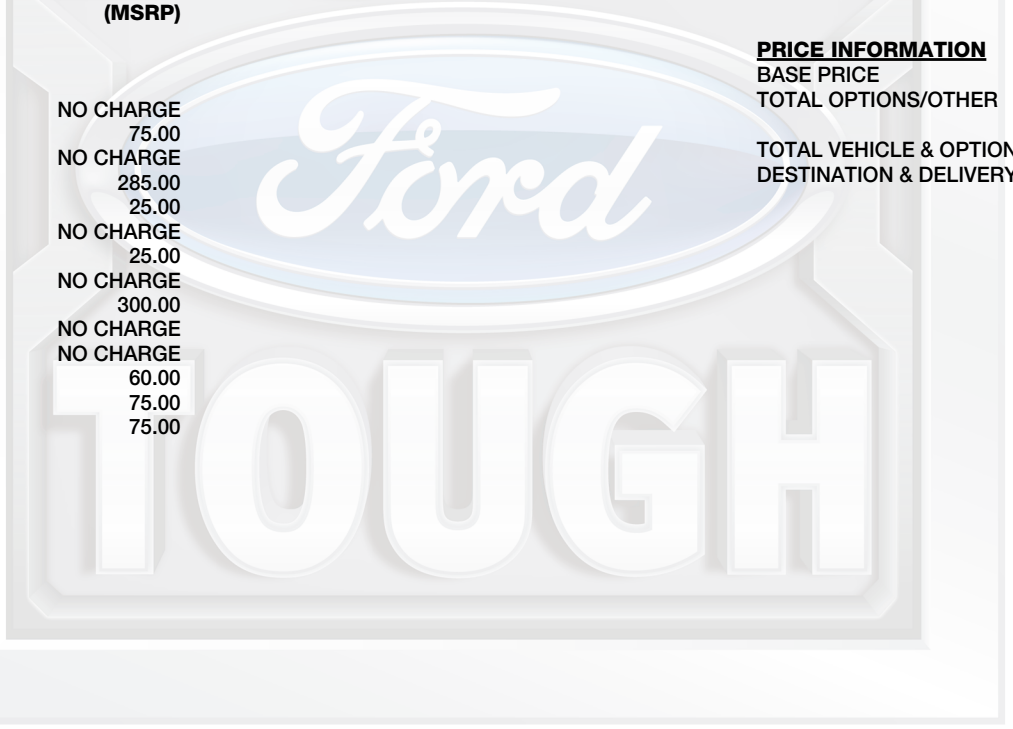 (MSRP)
NO CHARGE
75.00
NO CHARGE
285.00
25.00
NO CHARGE
25.00
NO CHARGE
300.00
NO CHARGE
NO CHARGE
60.00
75.00
75.00
PRICE INFORMATION
BASE PRICE
TOTAL OPTIONS/OTHER
TOTAL VEHICLE & OPTION
DESTINATION & DELIVERY
Ford
TOUGH